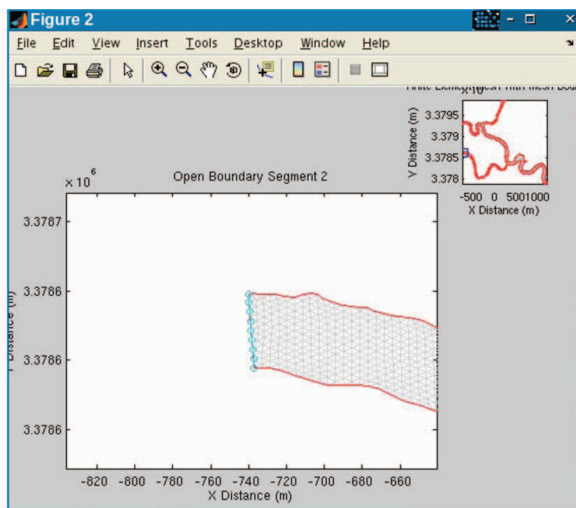 Figure 2
File Edit View Insert Tools Desktop Window Help
3.3795
3.379
3.3785
3.378
Y Distance (m)
-500 0 5001000
X Distance (m)
Open Boundary Segment 2
× 10⁶
3.3787
3.3786
3.3786
3.3786
Distance (m)
-820 -800 -780 -760 -740 -720 -700 -680 -660
X Distance (m)